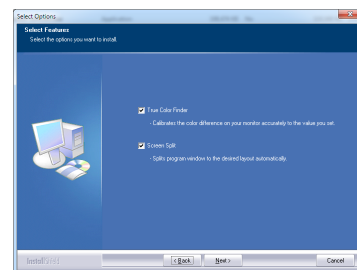 Select Options
Select Features
Select the options you want to install.
True Color Finder
- Calibrates the color difference on your monitor accurately to the value you set.
Screen Split
- Splits program window to the desired layout automatically.
InstallShield
< Back
Next >
Cancel